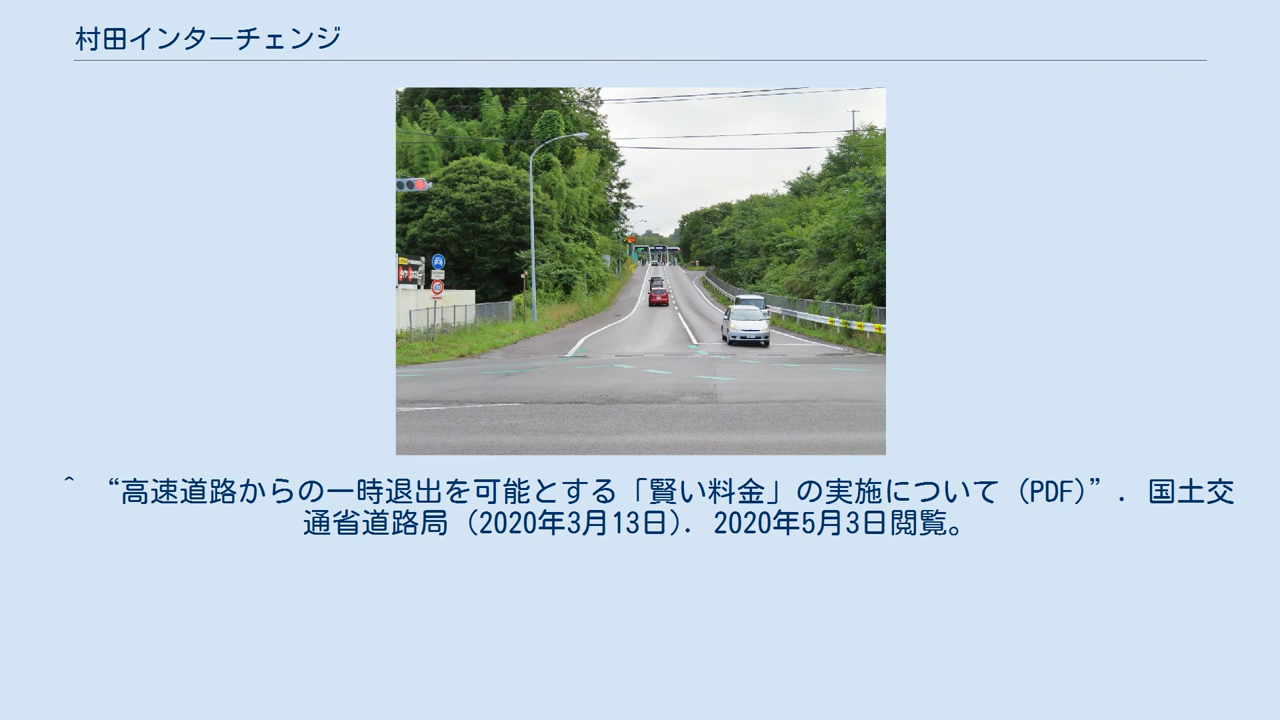 村田インターチェンジ
^ “高速道路からの一時退出を可能とする「賢い料金」の実施について (PDF)”. 国土交
通省道路局 (2020年3月13日). 2020年5月3日閲覧。